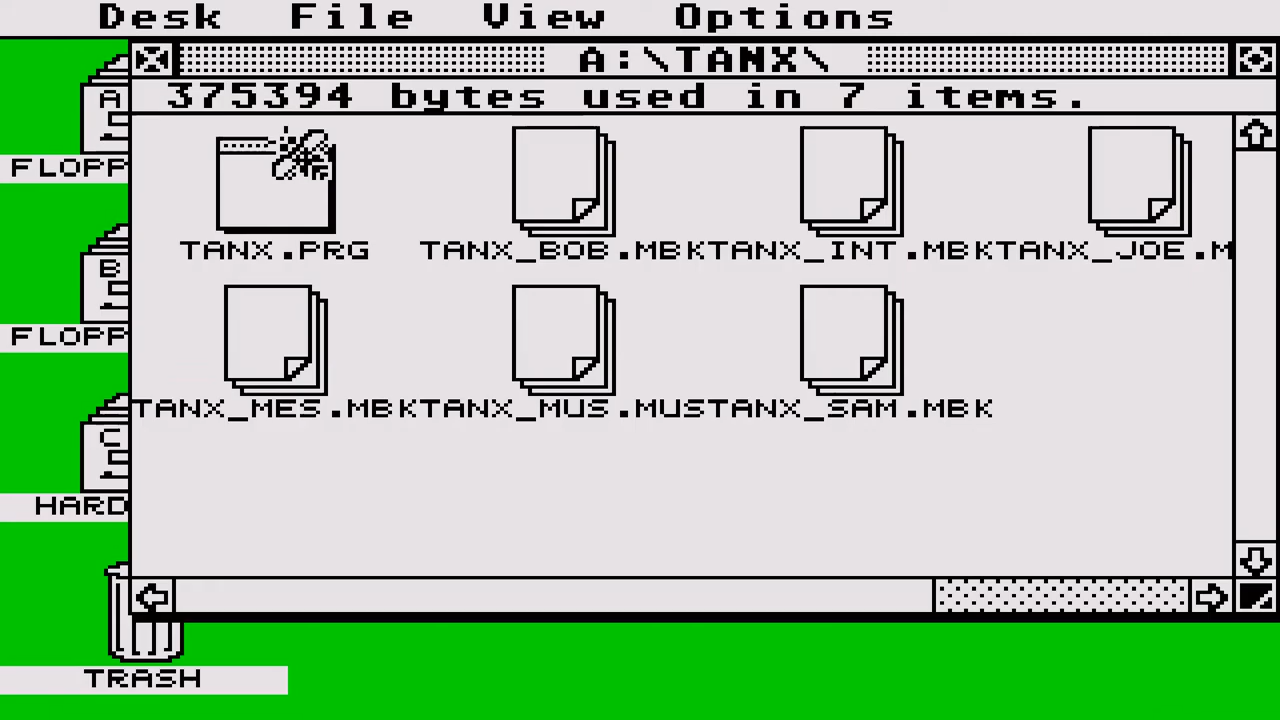 Desk File View Options
A:\TANX\
375394 bytes used in 7 items.
A
FLOPP
TANX.PRG TANX_BOB.MBK TANX_INT.MBK TANX_JOE.M
B
FLOPP
TANX_MES.MBK TANX_MUS.MUS TANX_SAM.MBK
C
HARD
TRASH